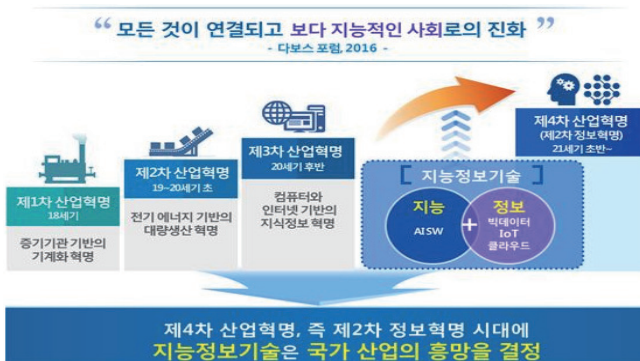 “ 모든 것이 연결되고 보다 지능적인 사회로의 진화 ”
- 다보스 포럼, 2016 -
제1차 산업혁명
18세기
증기기관 기반의
기계화 혁명
제2차 산업혁명
19~20세기 초
전기 에너지 기반의
대량생산 혁명
제3차 산업혁명
20세기 후반
컴퓨터와
인터넷 기반의
지식정보 혁명
제4차 산업혁명
(제2차 정보혁명)
21세기 초반~
[ 지능정보기술 ]
지능
AISW
+
정보
빅데이터
IoT
클라우드
제4차 산업혁명, 즉 제2차 정보혁명 시대에
지능정보기술은 국가 산업의 흥망을 결정